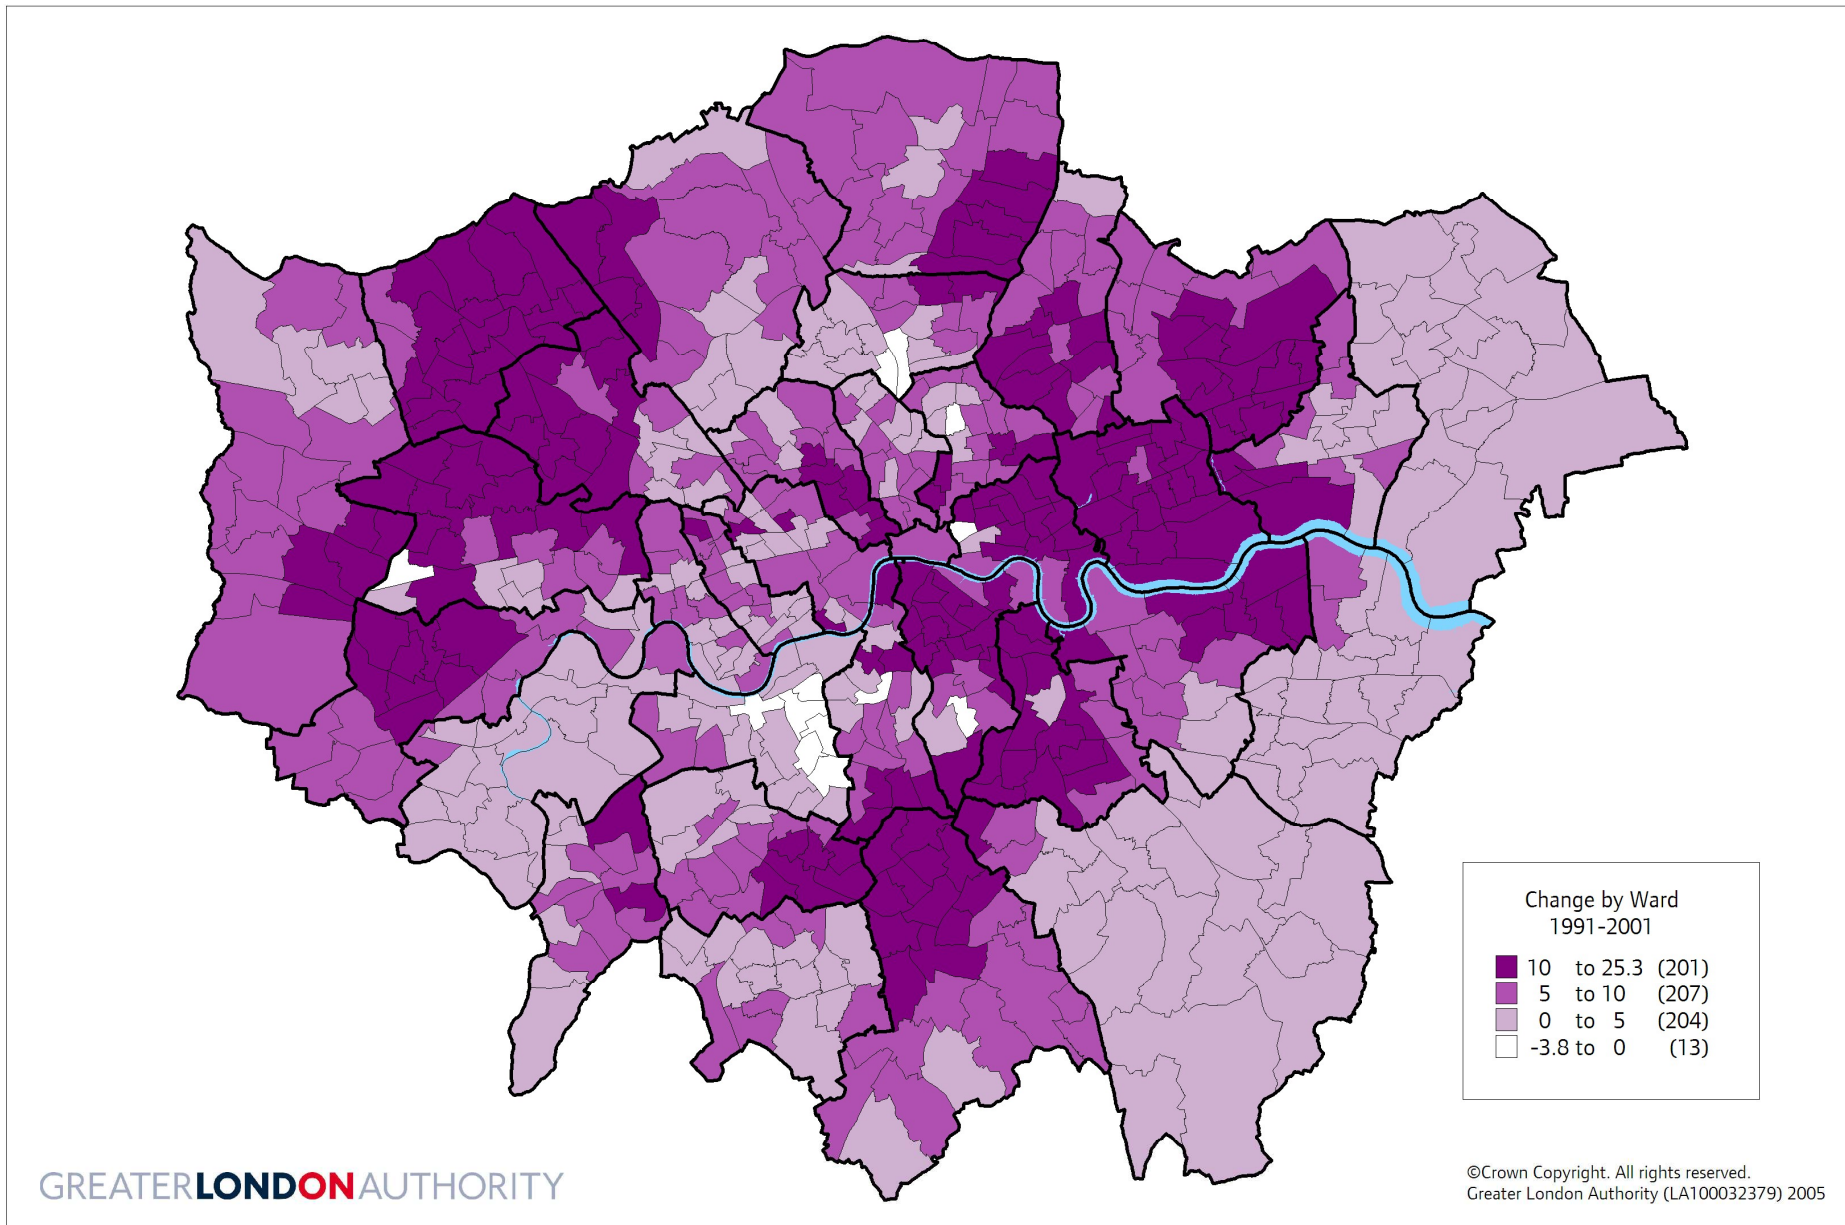 Change by Ward
1991-2001
10 to 25.3 (201)
5 to 10 (207)
0 to 5 (204)
-3.8 to 0 (13)
GREATERLONDONAUTHORITY
©Crown Copyright. All rights reserved.
Greater London Authority (LA100032379) 2005